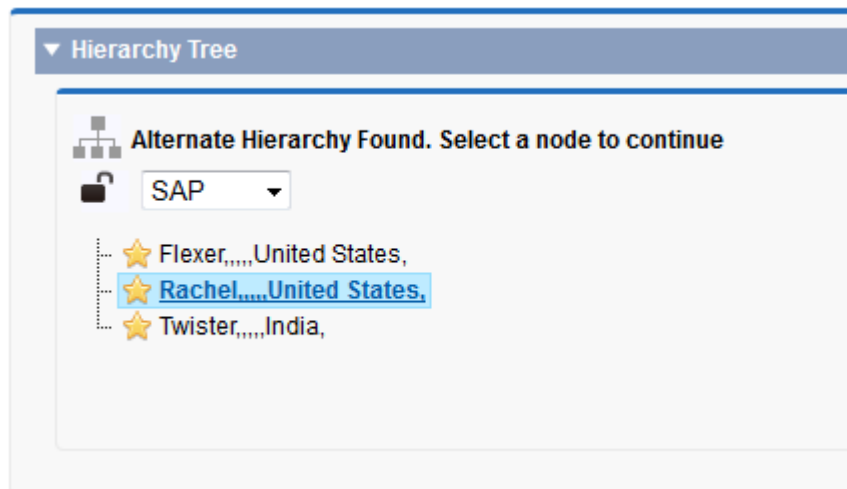 Hierarchy Tree
Alternate Hierarchy Found. Select a node to continue
SAP
Flexer,,,,,United States,
Rachel,,,,,United States,
Twister,,,,,India,